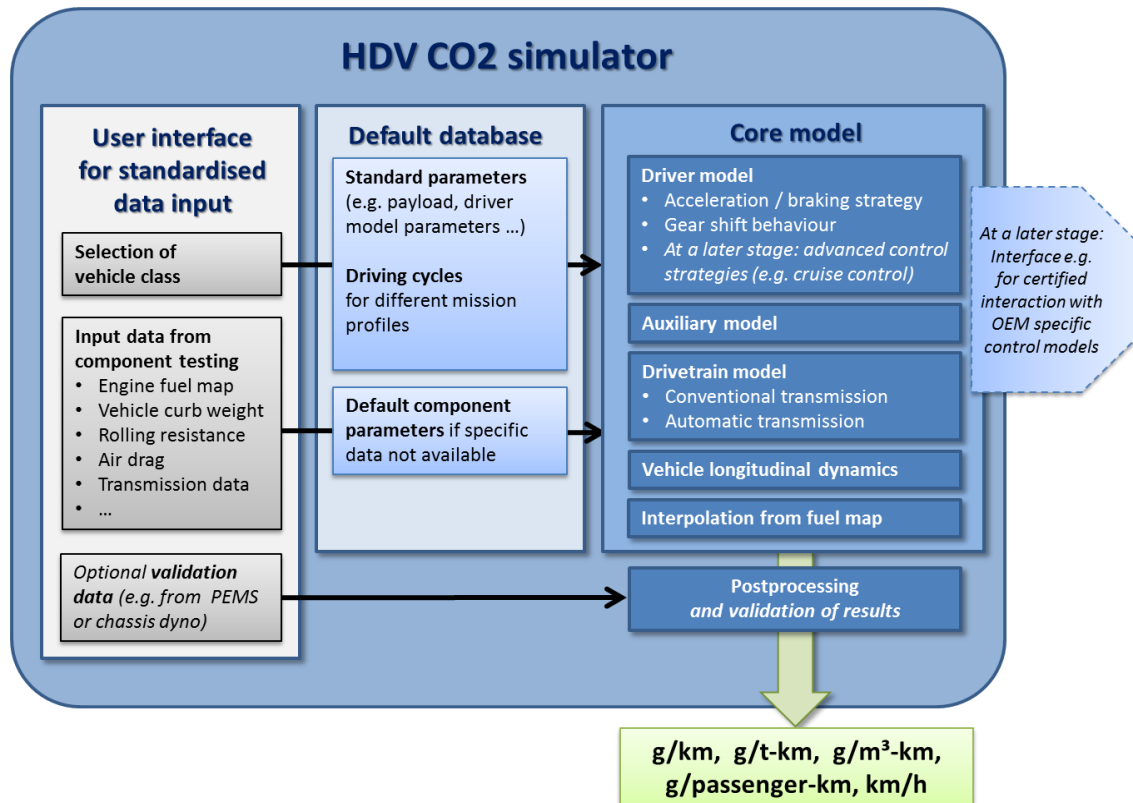 HDV CO2 simulator
User interface
for standardised
data input
Selection of
vehicle class
Input data from
component testing
• Engine fuel map
• Vehicle curb weight
• Rolling resistance
• Air drag
• Transmission data
• …
Optional validation
data (e.g. from PEMS
or chassis dyno)
Default database
Standard parameters
(e.g. payload, driver
model parameters …)
Driving cycles
for different mission
profiles
Default component
parameters if specific
data not available
Core model
Driver model
• Acceleration / braking strategy
• Gear shift behaviour
• At a later stage: advanced control
strategies (e.g. cruise control)
Auxiliary model
Drivetrain model
• Conventional transmission
• Automatic transmission
Vehicle longitudinal dynamics
Interpolation from fuel map
Postprocessing
and validation of results
At a later stage:
Interface e.g.
for certified
interaction with
OEM specific
control models
g/km, g/t-km, g/m³-km,
g/passenger-km, km/h